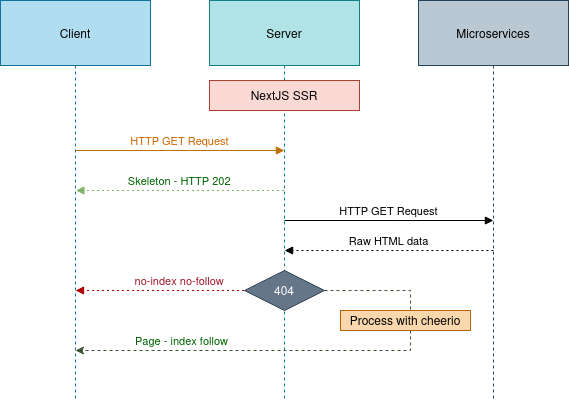 Client
Server
Microservices
NextJS SSR
HTTP GET Request
Skeleton - HTTP 202
HTTP GET Request
Raw HTML data
no-index no-follow
404
Process with cheerio
Page - index follow